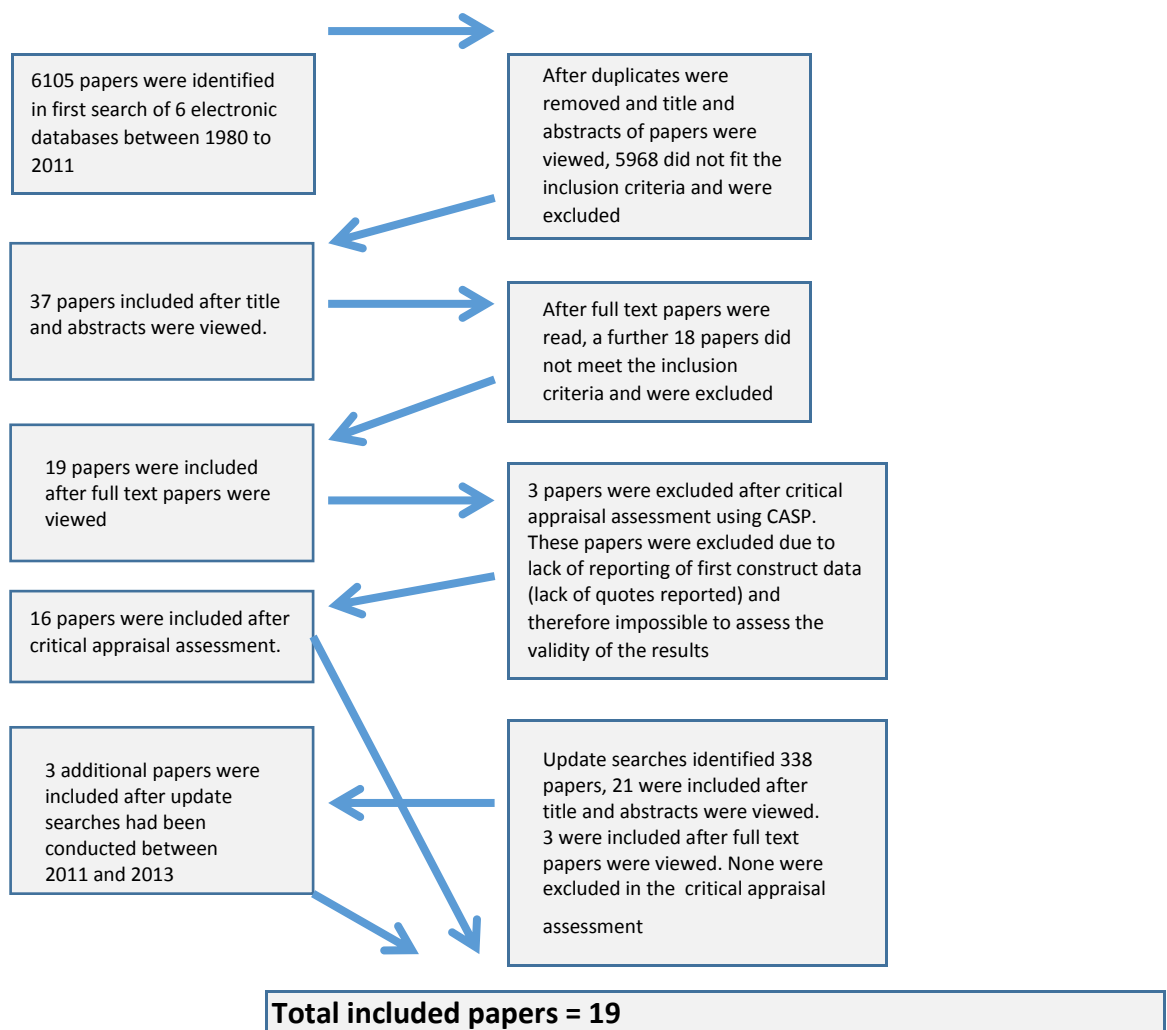 6105 papers were identified
in first search of 6 electronic
databases between 1980 to
2011
After duplicates were
removed and title and
abstracts of papers were
viewed, 5968 did not fit the
inclusion criteria and were
excluded
37 papers included after title
and abstracts were viewed.
After full text papers were
read, a further 18 papers did
not meet the inclusion
criteria and were excluded
19 papers were included
after full text papers were
viewed
3 papers were excluded after critical
appraisal assessment using CASP.
These papers were excluded due to
lack of reporting of first construct data
(lack of quotes reported) and
therefore impossible to assess the
validity of the results
16 papers were included after
critical appraisal assessment.
Update searches identified 338
papers, 21 were included after
title and abstracts were viewed.
3 were included after full text
papers were viewed. None were
excluded in the critical appraisal
assessment
3 additional papers were
included after update
searches had been
conducted between
2011 and 2013
Total included papers = 19